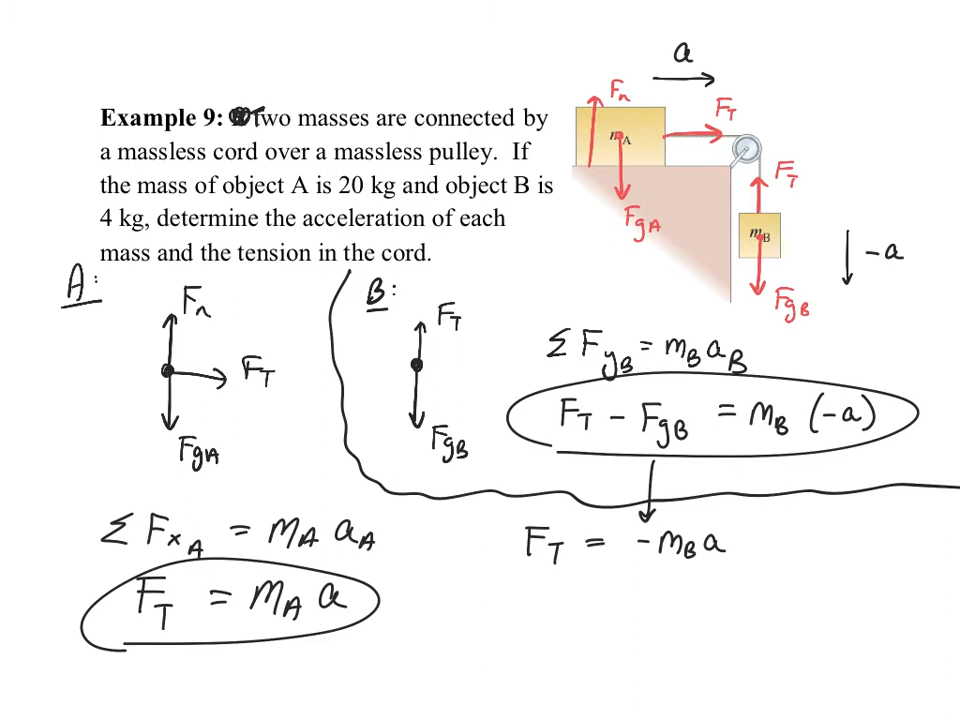 a
Example 9: Two masses are connected by
a massless cord over a massless pulley. If
the mass of object A is 20 kg and object B is
4 kg, determine the acceleration of each
mass and the tension in the cord.
Fn
mA
FT
FgA
FT
mB
FgB
-a
A:
Fn
FT
FgA
B:
FT
FgB
Σ FyB = mB aB
FT - FgB = mB (-a)
Σ FxA = mA aA
FT = mA a
FT = -mB a